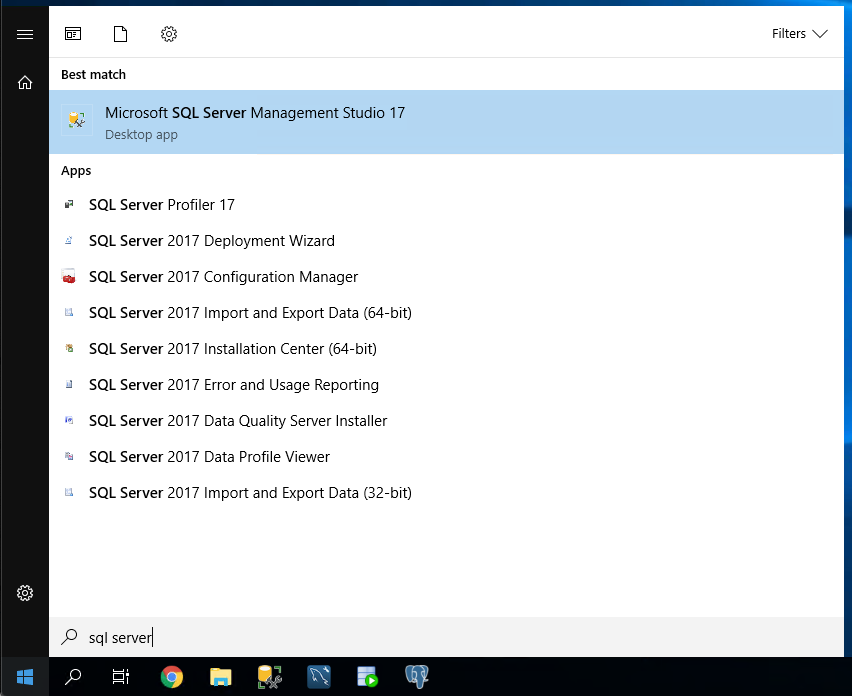 Filters
Best match
Microsoft SQL Server Management Studio 17
Desktop app
Apps
SQL Server Profiler 17
SQL Server 2017 Deployment Wizard
SQL Server 2017 Configuration Manager
SQL Server 2017 Import and Export Data (64-bit)
SQL Server 2017 Installation Center (64-bit)
SQL Server 2017 Error and Usage Reporting
SQL Server 2017 Data Quality Server Installer
SQL Server 2017 Data Profile Viewer
SQL Server 2017 Import and Export Data (32-bit)
sql server